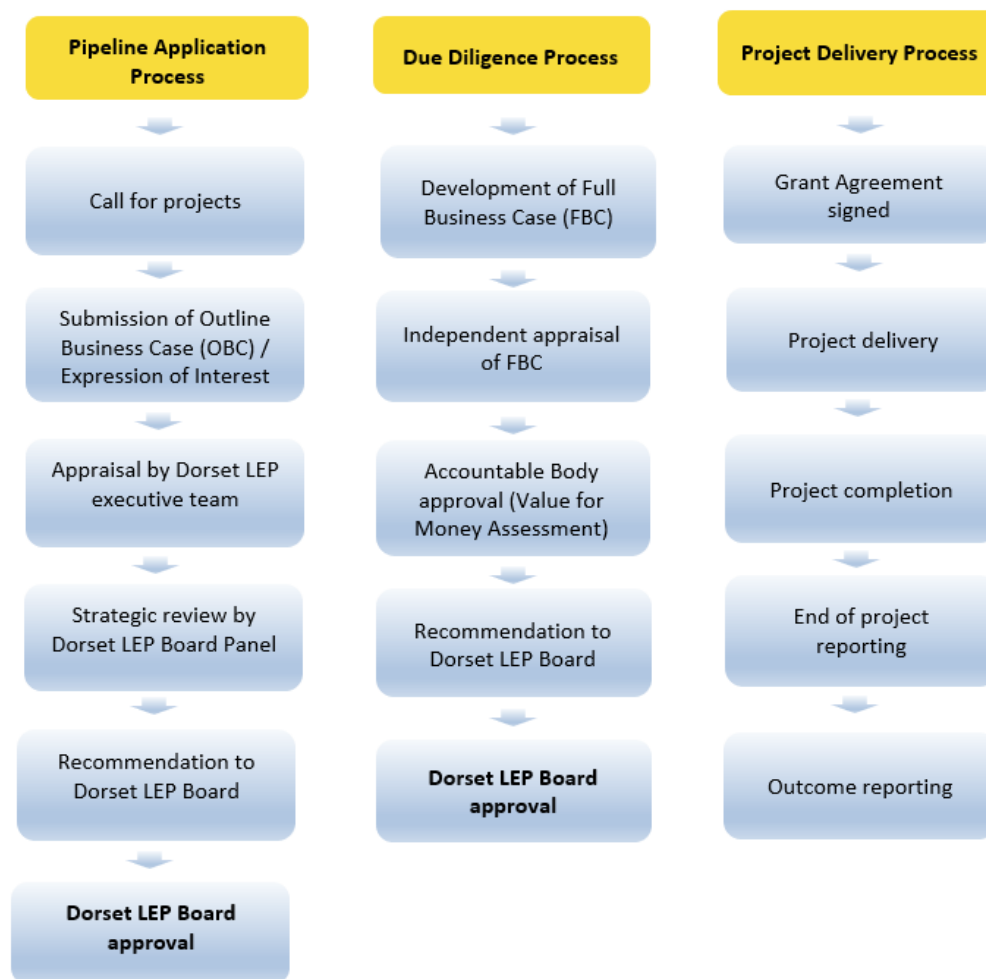 Pipeline Application
Process
Call for projects
Submission of Outline
Business Case (OBC) /
Expression of Interest
Appraisal by Dorset LEP
executive team
Strategic review by
Dorset LEP Board Panel
Recommendation to
Dorset LEP Board
Dorset LEP Board
approval
Due Diligence Process
Development of Full
Business Case (FBC)
Independent appraisal
of FBC
Accountable Body
approval (Value for
Money Assessment)
Recommendation to
Dorset LEP Board
Dorset LEP Board
approval
Project Delivery Process
Grant Agreement
signed
Project delivery
Project completion
End of project
reporting
Outcome reporting